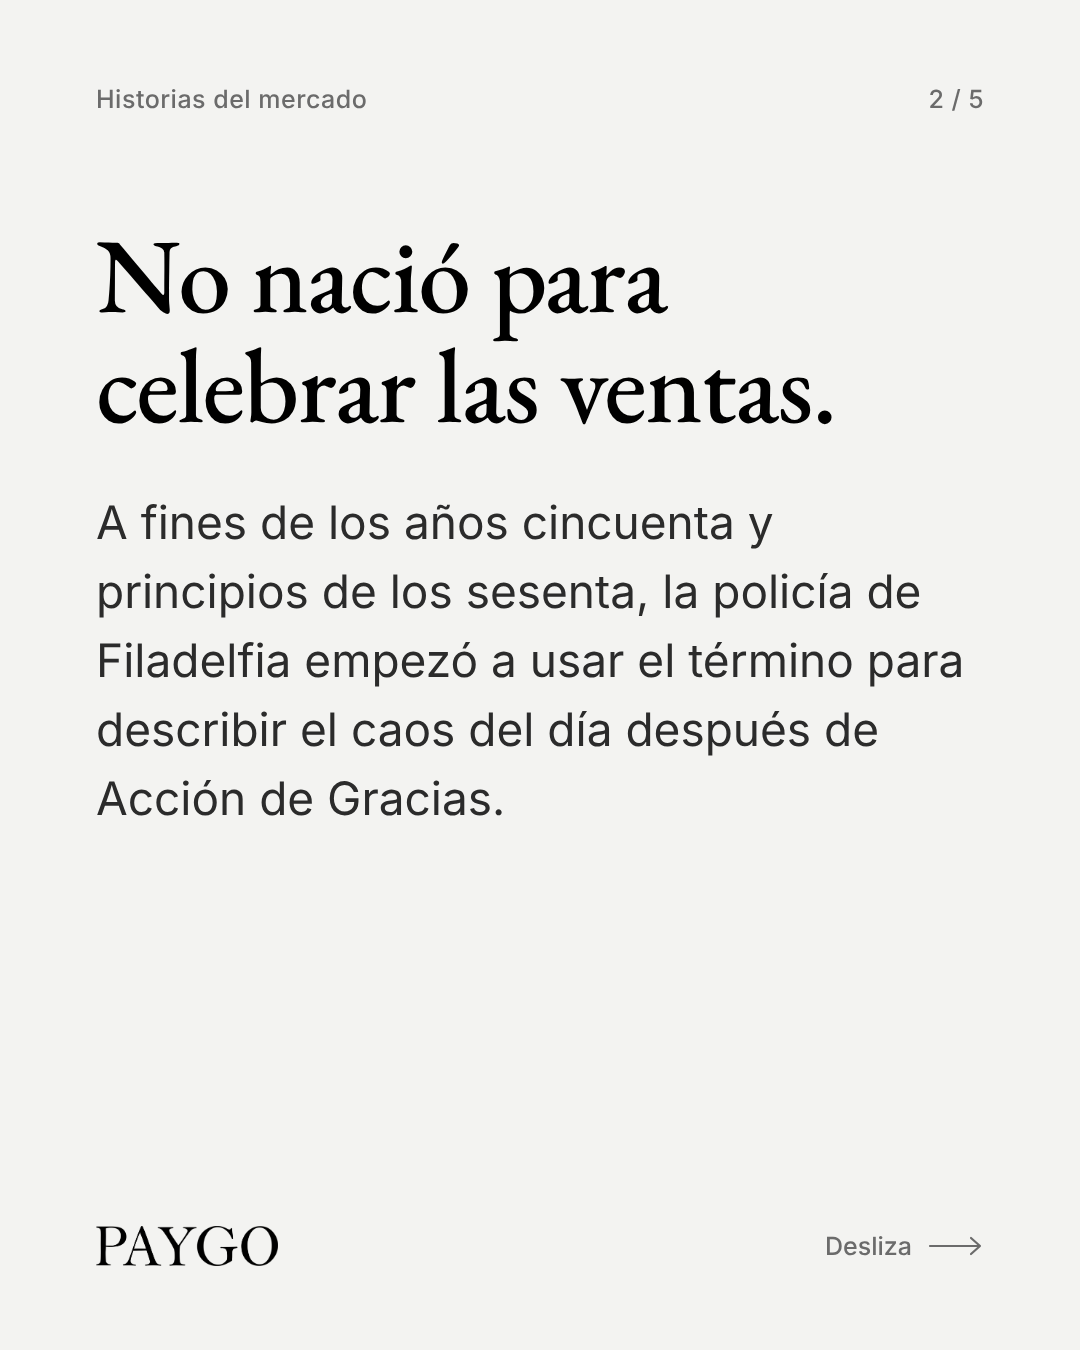 Historias del mercado
2 / 5
No nació para
celebrar las ventas.
A fines de los años cincuenta y
principios de los sesenta, la policía de
Filadelfia empezó a usar el término para
describir el caos del día después de
Acción de Gracias.
PAYGO
Desliza